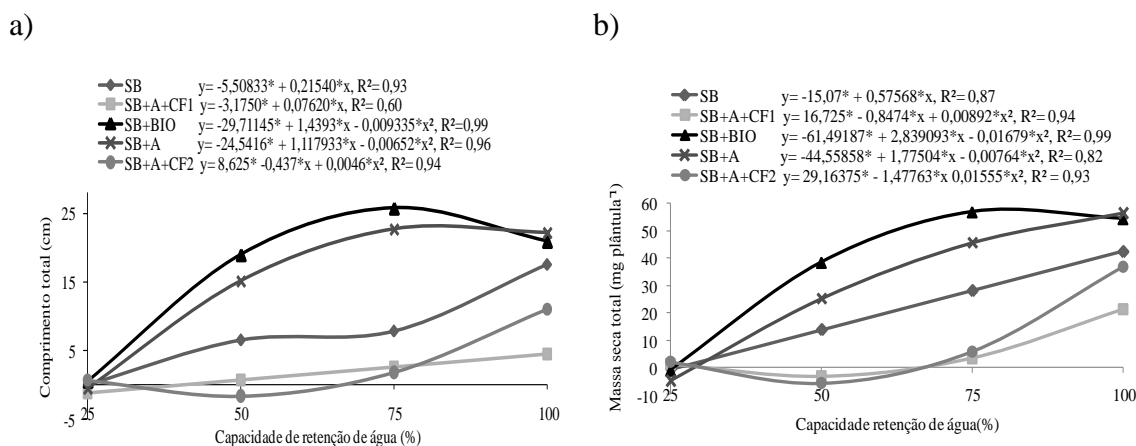 a)
SB y= -5,50833* + 0,21540*x, R²= 0,93
SB+A+CF1 y= -3,1750* + 0,07620*x, R²= 0,60
SB+BIO y= -29,71145* + 1,4393*x - 0,009335*x², R²=0,99
SB+A y= -24,5416* + 1,117933*x - 0,00652*x², R²= 0,96
SB+A+CF2 y= 8,625* -0,437*x + 0,0046*x², R²= 0,94
Comprimento total (cm)
25
15
5
-5
25 50 75 100
Capacidade de retenção de água (%)
b)
SB y= -15,07* + 0,57568*x, R²= 0,87
SB+A+CF1 y= 16,725* - 0,8474*x + 0,00892*x², R²= 0,94
SB+BIO y= -61,49187* + 2,839093*x - 0,01679*x², R²= 0,99
SB+A y= -44,55858* + 1,77504*x - 0,00764*x², R²= 0,82
SB+A+CF2 y= 29,16375* - 1,47763*x 0,01555*x², R² = 0,93
Massa seca total (mg plântula⁻¹)
60
50
40
30
20
10
0
-10
25 50 75 100
Capacidade de retenção de água(%)